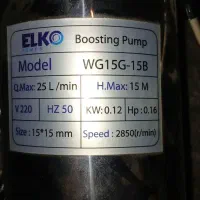 ELKO Boosting Pump
Model WG15G-15B
Q.Max: 25 L /min H.Max: 15 M
V 220 HZ 50 KW: 0.12 Hp : 0.16
Size : 15*15 mm Speed : 2850(r/min)